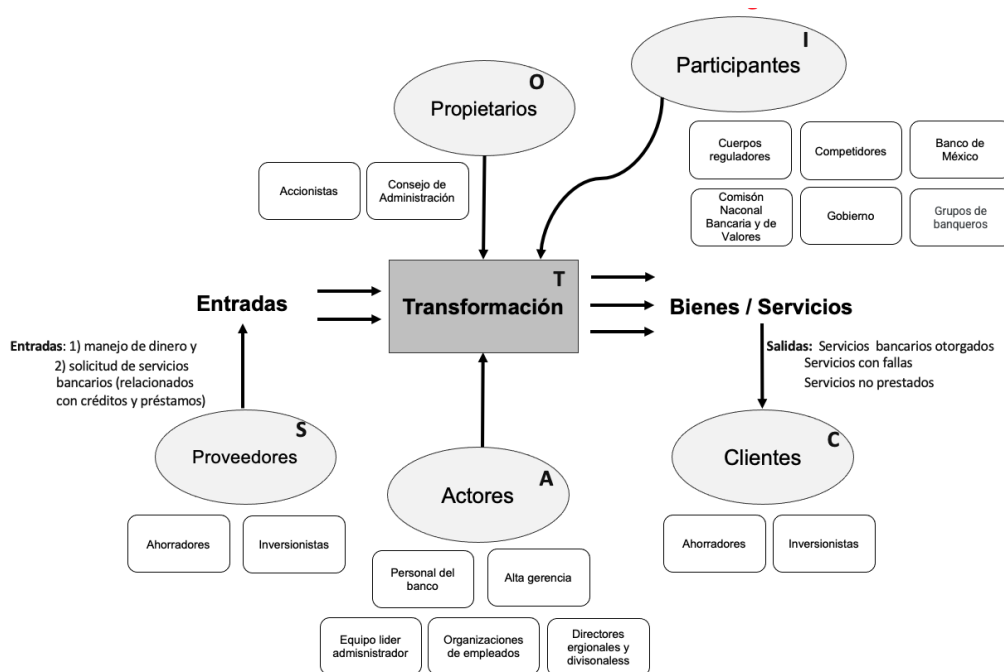 I
Participantes
O
Propietarios
Cuerpos
reguladores
Competidores
Banco de
México
Accionistas
Consejo de
Administración
Comisón
Naconal
Bancaria y de
Valores
Gobierno
Grupos de
banqueros
T
Transformación
Entradas
Bienes / Servicios
Entradas: 1) manejo de dinero y
2) solicitud de servicios
bancarios (relacionados
con créditos y préstamos)
Salidas: Servicios bancarios otorgados
Servicios con fallas
Servicios no prestados
S
Proveedores
A
Actores
C
Clientes
Ahorradores
Inversionistas
Personal del
banco
Alta gerencia
Equipo lider
admisnistrador
Organizaciones
de empleados
Directores
ergionales y
divisonaless
Ahorradores
Inversionistas